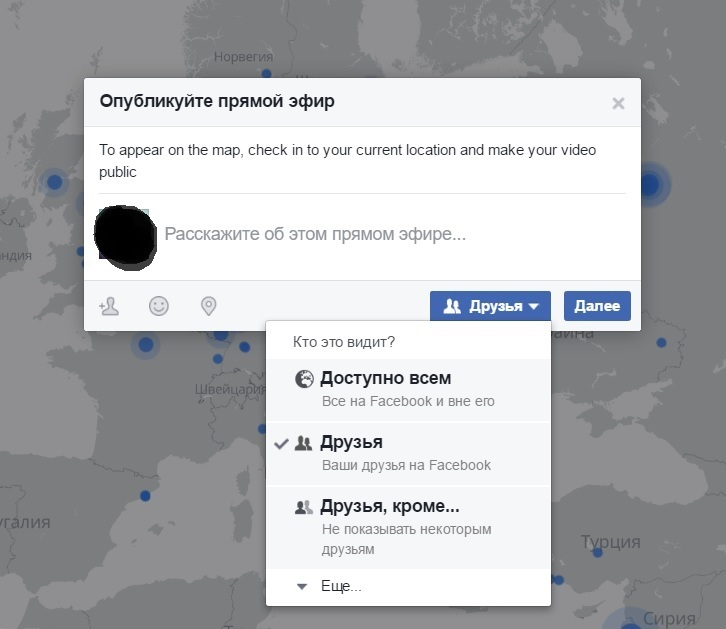 Норвегия
Опубликуйте прямой эфир
To appear on the map, check in to your current location and make your video
public
Расскажите об этом прямом эфире...
ндия
Друзья
Далее
Кто это видит?
аина
Доступно всем
Швейцария
Все на Facebook и вне его
Друзья
Ваши друзья на Facebook
Друзья, кроме...
угалия
Не показывать некоторым
друзьям
Турция
Еще...
Сирия